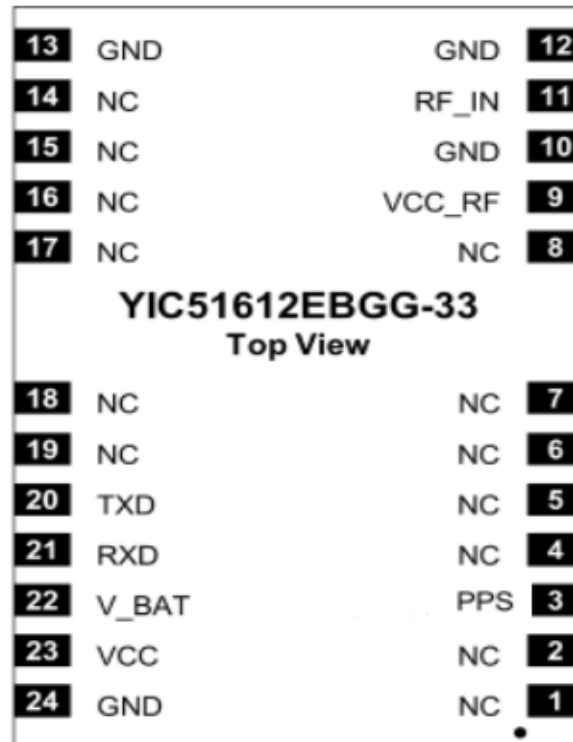 13 GND GND 12
14 NC RF_IN 11
15 NC GND 10
16 NC VCC_RF 9
17 NC NC 8
YIC51612EBGG-33
Top View
18 NC NC 7
19 NC NC 6
20 TXD NC 5
21 RXD NC 4
22 V_BAT PPS 3
23 VCC NC 2
24 GND NC 1